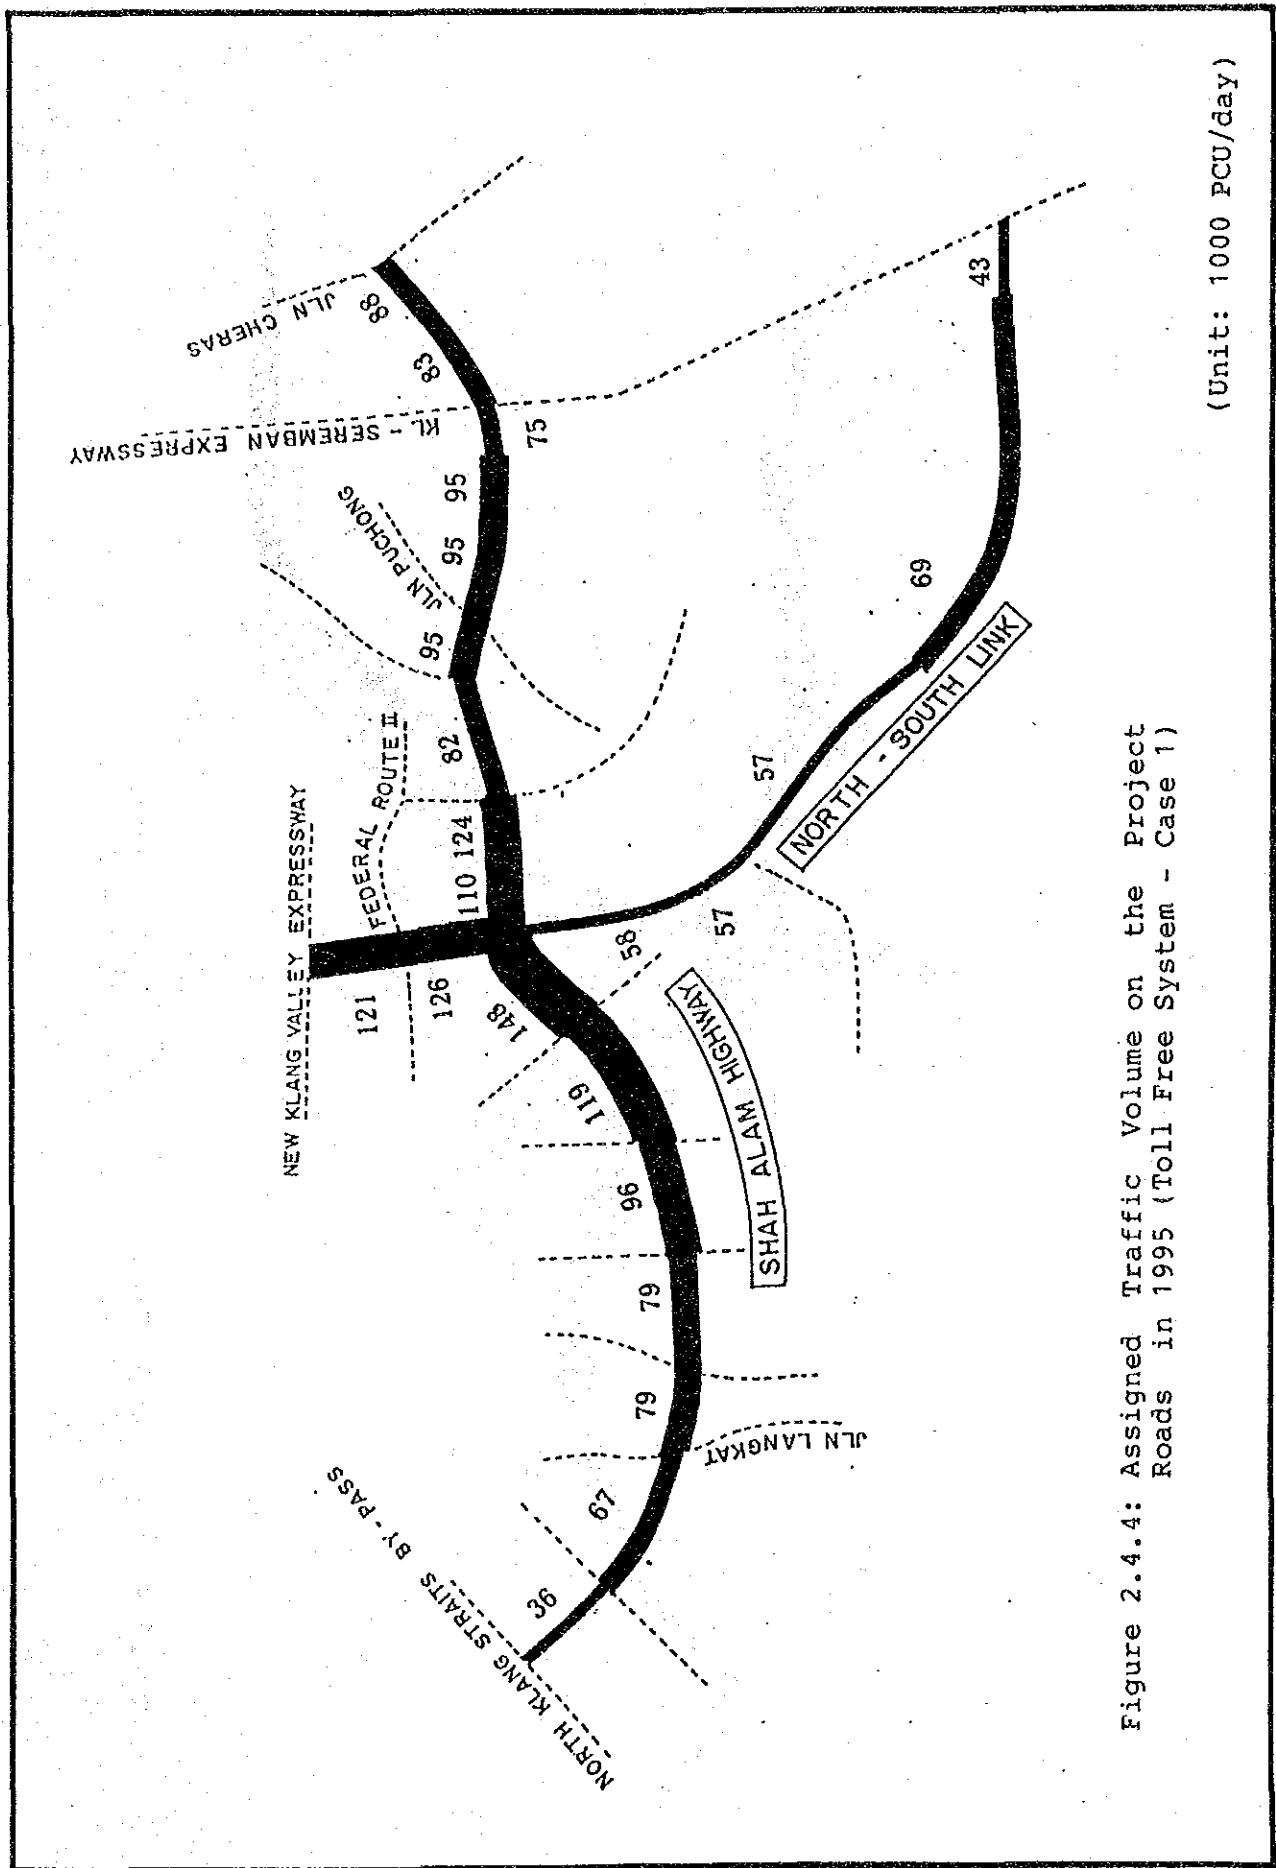 NEW KLANG VALLEY EXPRESSWAY
FEDERAL ROUTE II
JLN PUCHONG
KL - SEREMBAN EXPRESSWAY
JLN CHERAS
NORTH KLANG STRAITS BY-PASS
JLN LANGKAT
SHAH ALAM HIGHWAY
NORTH - SOUTH LINK
36
67
79
79
96
119
148
126
121
110
124
82
95
95
95
75
83
88
58
57
57
69
43
(Unit: 1000 PCU/day)
Figure 2.4.4: Assigned Traffic Volume on the Project
Roads in 1995 (Toll Free System - Case 1)